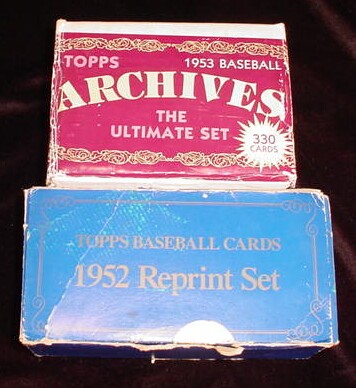 TOPPS 1953 BASEBALL
ARCHIVES
THE
ULTIMATE SET
330
CARDS
TOPPS BASEBALL CARDS
1952 Reprint Set